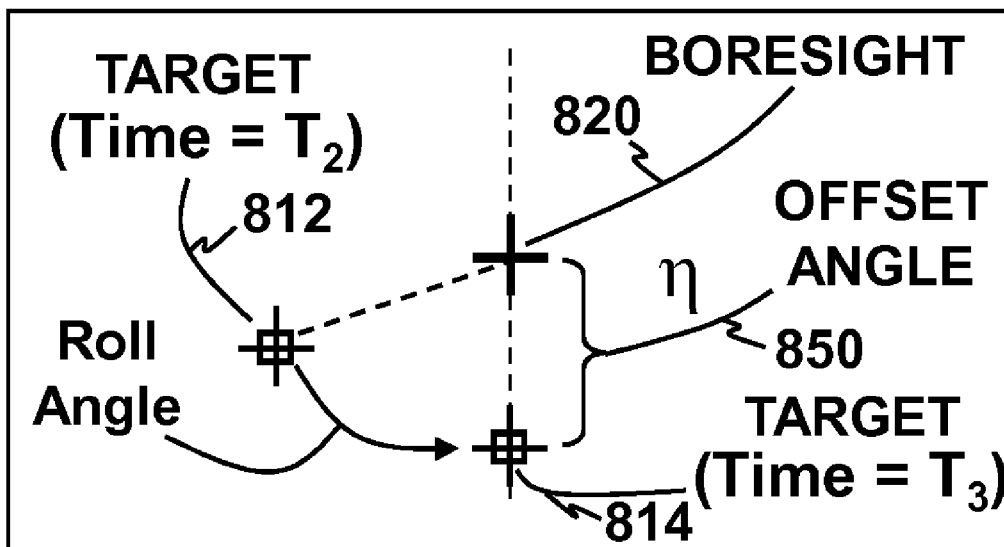 TARGET
(Time = T₂)
812
BORESIGHT
820
OFFSET
ANGLE
η
850
Roll
Angle
TARGET
(Time = T₃)
814